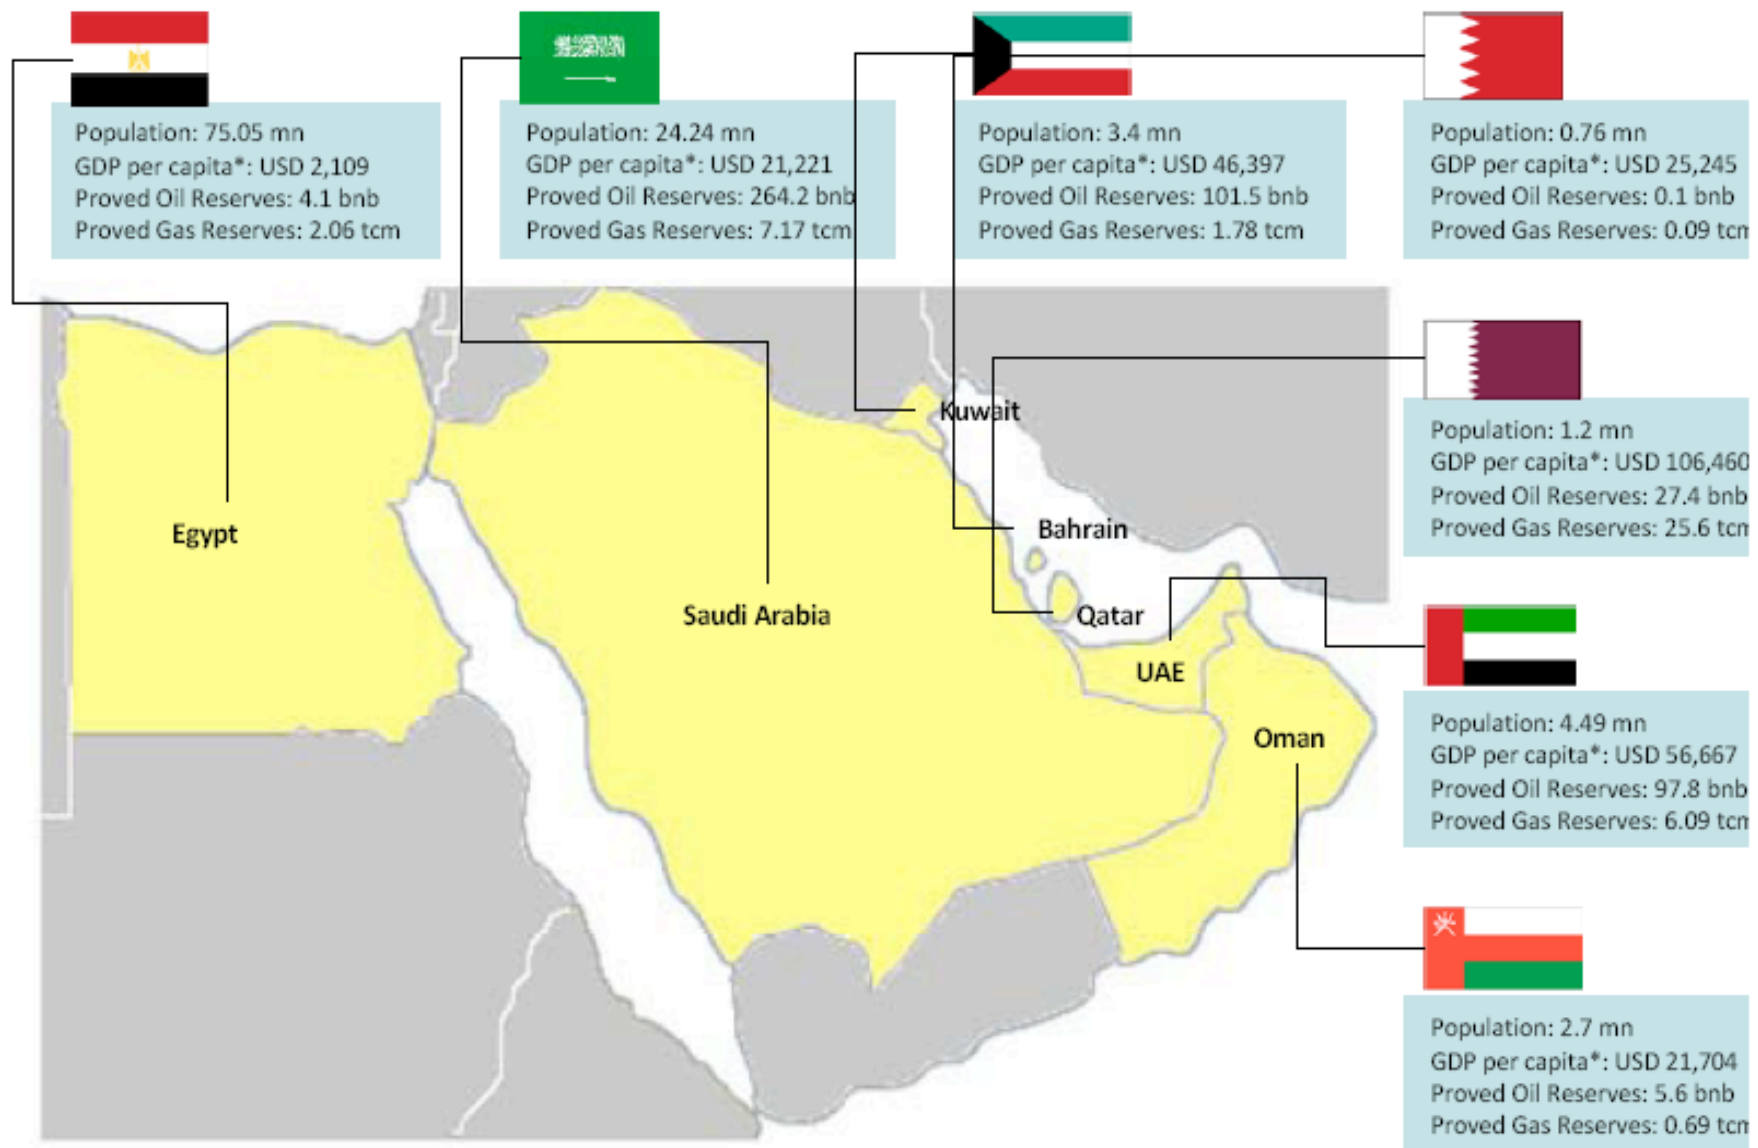 Population: 75.05 mn
GDP per capita*: USD 2,109
Proved Oil Reserves: 4.1 bnb
Proved Gas Reserves: 2.06 tcm
Population: 24.24 mn
GDP per capita*: USD 21,221
Proved Oil Reserves: 264.2 bnb
Proved Gas Reserves: 7.17 tcm
Population: 3.4 mn
GDP per capita*: USD 46,397
Proved Oil Reserves: 101.5 bnb
Proved Gas Reserves: 1.78 tcm
Population: 0.76 mn
GDP per capita*: USD 25,245
Proved Oil Reserves: 0.1 bnb
Proved Gas Reserves: 0.09 tcm
Population: 1.2 mn
GDP per capita*: USD 106,460
Proved Oil Reserves: 27.4 bnb
Proved Gas Reserves: 25.6 tcm
Population: 4.49 mn
GDP per capita*: USD 56,667
Proved Oil Reserves: 97.8 bnb
Proved Gas Reserves: 6.09 tcm
Population: 2.7 mn
GDP per capita*: USD 21,704
Proved Oil Reserves: 5.6 bnb
Proved Gas Reserves: 0.69 tcm
Kuwait
Egypt
Bahrain
Saudi Arabia
Qatar
UAE
Oman